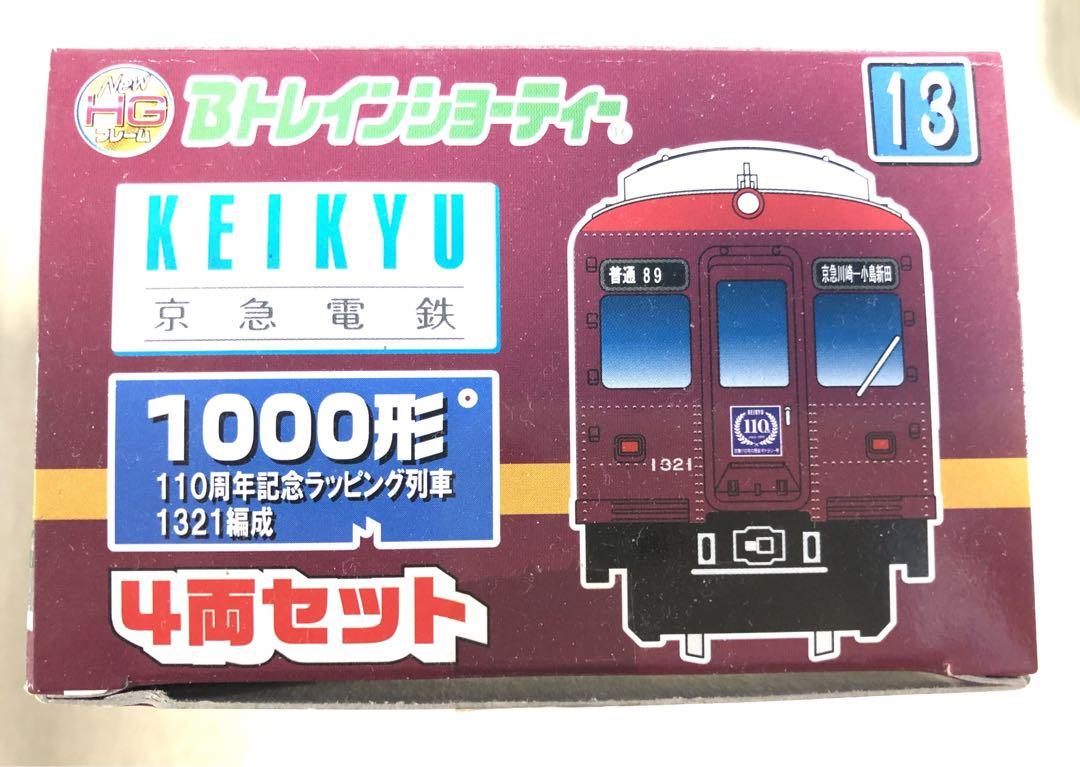 New
HG
フレーム
Bトレインショーティー
13
KEIKYU
京急電鉄
1000形
110周年記念ラッピング列車
1321編成
4両セット
普通 89
京急川崎ー小島新田
KEIKYU
110
1321